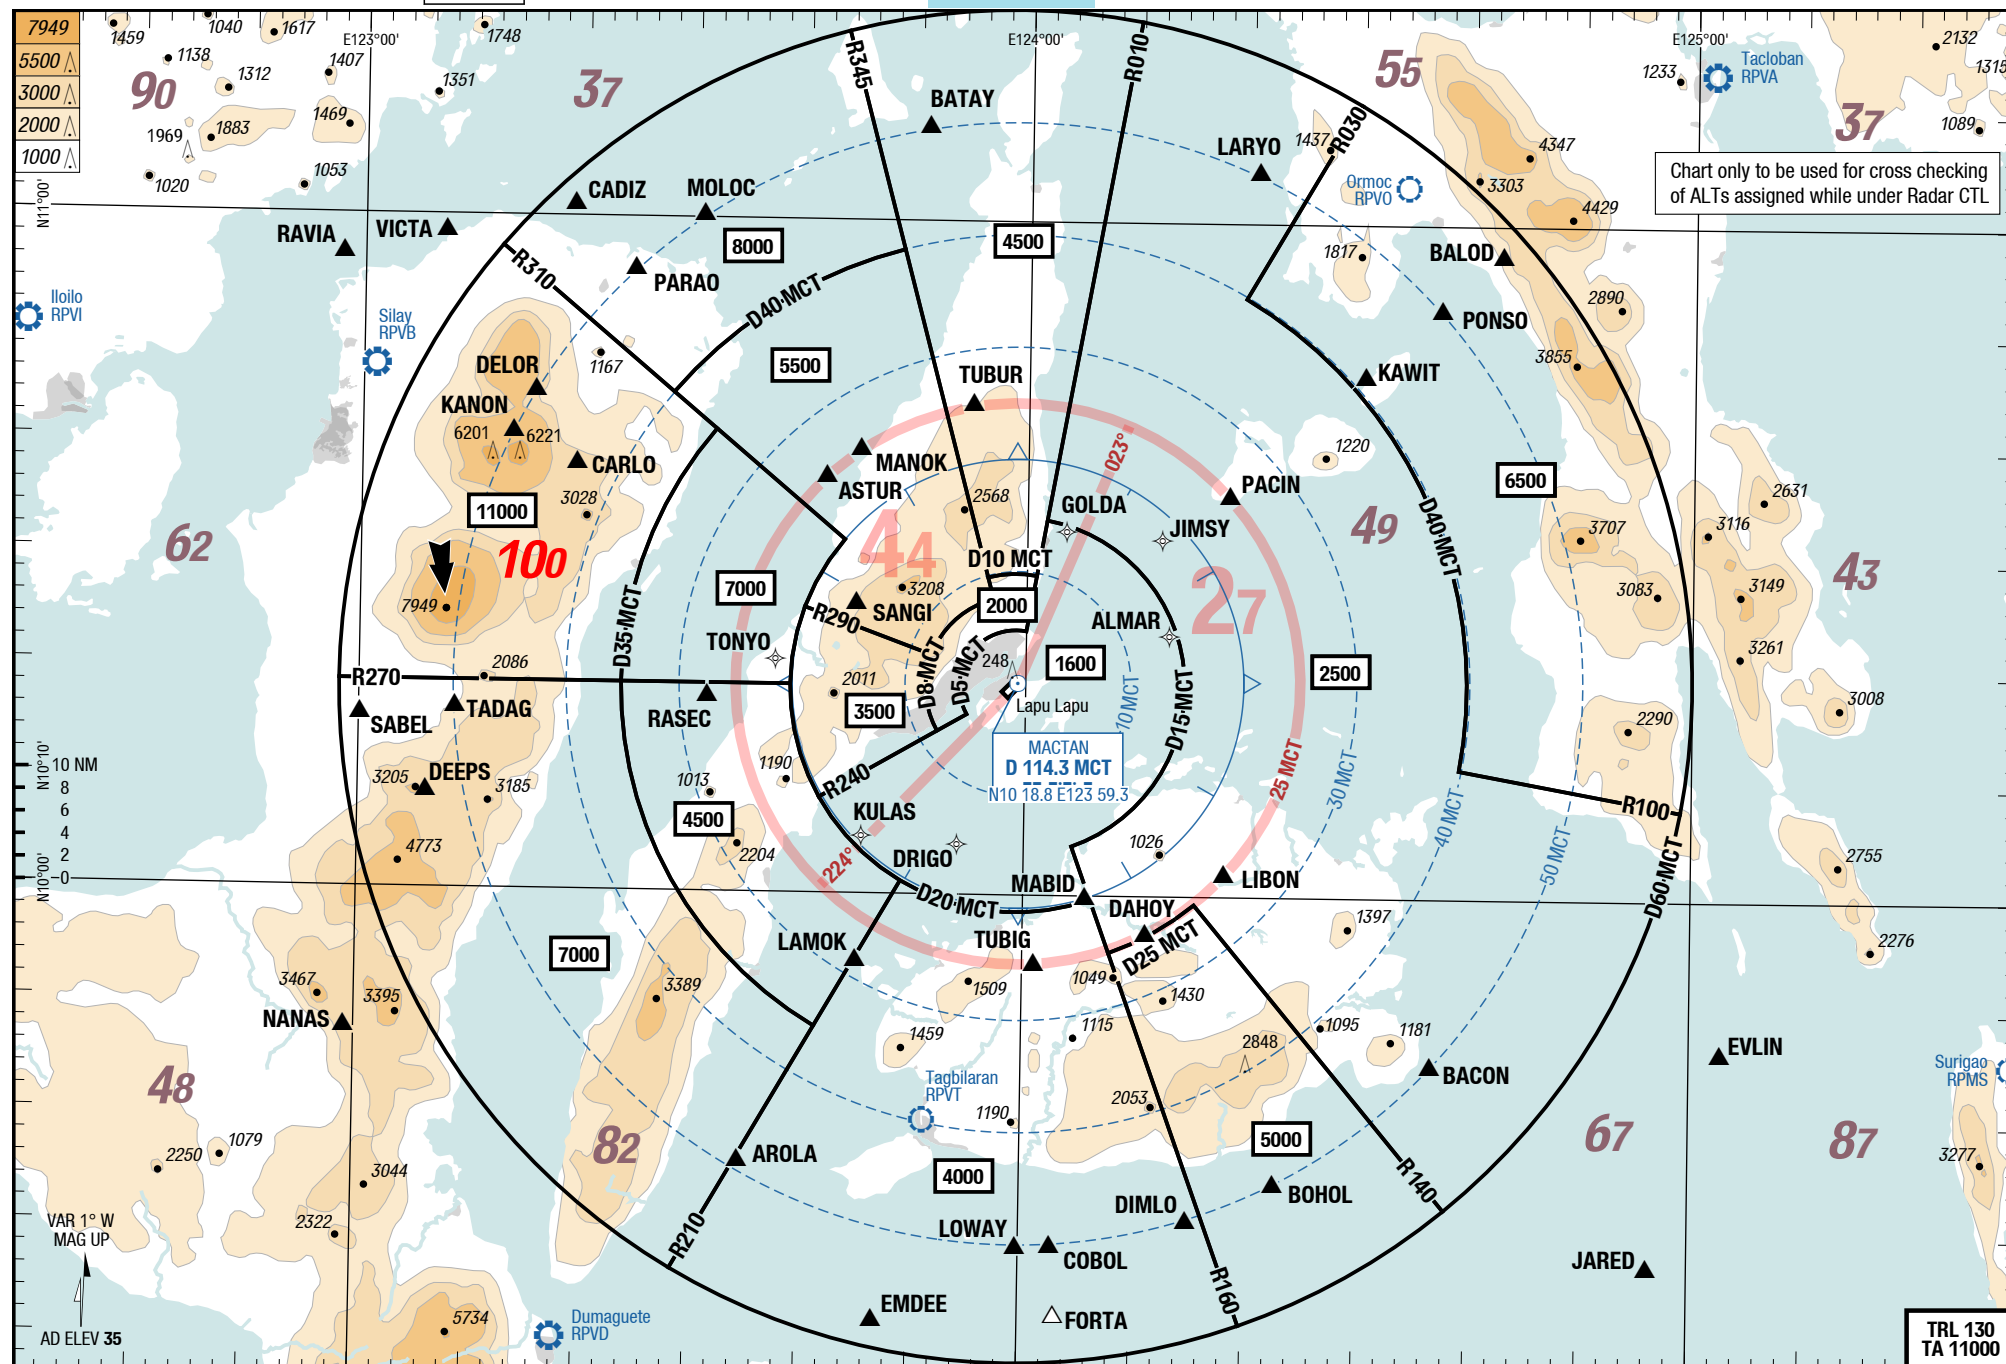 7949
5500
3000
2000
1000
1459
1040
1617
1138
1312
1407
1969
1883
1469
1020
1053
90
E123°00'
1748
1351
37
R345
E124°00'
R010
BATAY
55
LARYO
1437
R030
Ormoc
RPVO
1817
4347
3303
4429
E125°00'
1233
Tacloban
RPVA
2132
1315
37
1089
Chart only to be used for cross checking
of ALTs assigned while under Radar CTL
N11°00'
RAVIA
VICTA
CADIZ
MOLOC
8000
PARAO
R310
D40 MCT
4500
BALOD
2890
PONSO
3855
KAWIT
Iloilo
RPVI
Silay
RPVB
DELOR
1167
5500
TUBUR
KANON
6201
6221
CARLO
3028
11000
MANOK
ASTUR
2568
023°
GOLDA
PACIN
JIMSY
1220
49
6500
D40 MCT
3707
2631
3116
62
100
44
D10 MCT
27
3083
3149
43
7949
7000
3208
SANGI
R290
2000
ALMAR
D35 MCT
TONYO
D8 MCT
D5 MCT
248
1600
2500
3261
R270
2086
SABEL
TADAG
RASEC
2011
3500
Lapu Lapu
10 MCT
D15 MCT
2290
3008
MACTAN
D 114.3 MCT
N10 18.8 E123 59.3
N10°10'
10 NM
8
6
4
2
0
N10°00'
3205
DEEPS
3185
1013
1190
R240
25 MCT
30 MCT
40 MCT
50 MCT
R100
D60 MCT
4500
KULAS
224°
DRIGO
2204
4773
1026
MABID
LIBON
2755
D20 MCT
DAHOY
1397
LAMOK
TUBIG
D25 MCT
2276
7000
3467
3395
NANAS
3389
1509
1049
1430
1459
1115
2848
1095
1181
BACON
EVLIN
Surigao
RPMS
48
Tagbilaran
RPVT
1190
2053
5000
67
87
1079
2250
82
AROLA
4000
BOHOL
R140
3277
3044
2322
R210
LOWAY
DIMLO
COBOL
R160
JARED
VAR 1° W
MAG UP
AD ELEV 35
5734
Dumaguete
RPVD
EMDEE
FORTA
TRL 130
TA 11000